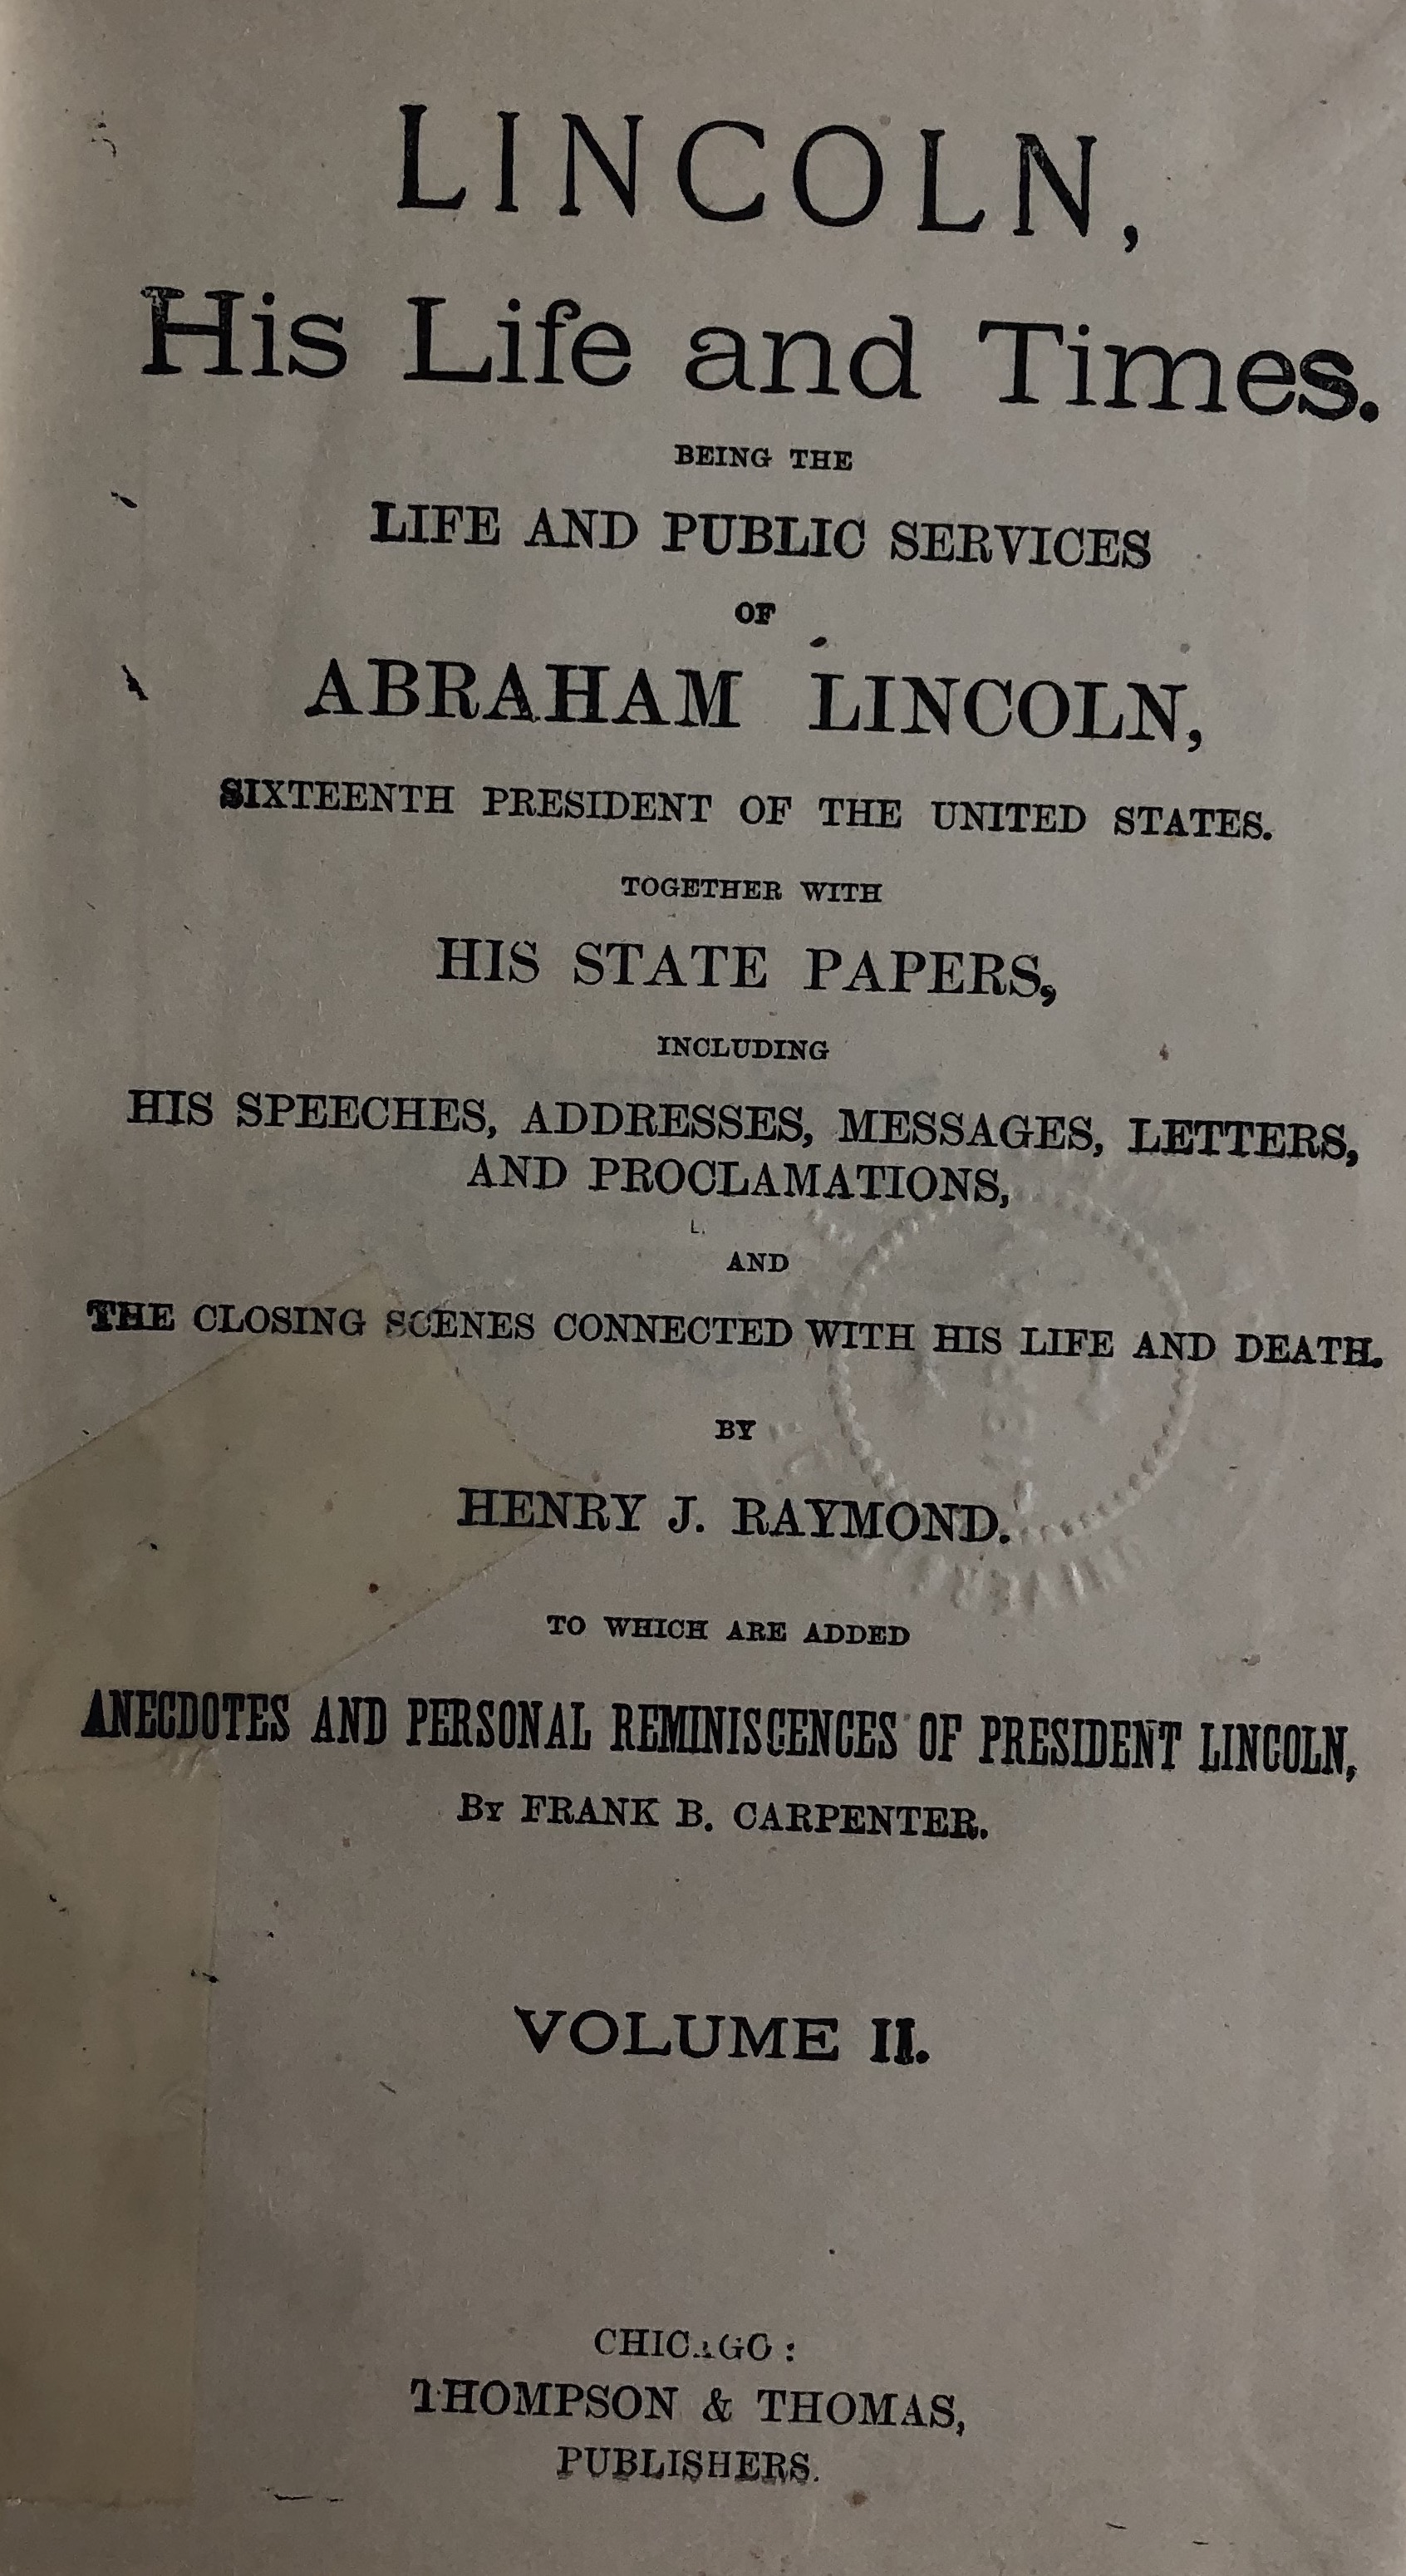 LINCOLN,
His Life and Times.
BEING THE
LIFE AND PUBLIC SERVICES
OF
ABRAHAM LINCOLN,
SIXTEENTH PRESIDENT OF THE UNITED STATES.
TOGETHER WITH
HIS STATE PAPERS,
INCLUDING
HIS SPEECHES, ADDRESSES, MESSAGES, LETTERS,
AND PROCLAMATIONS,
L.
AND
THE CLOSING SCENES CONNECTED WITH HIS LIFE AND DEATH.
BY
HENRY J. RAYMOND.
TO WHICH ARE ADDED
ANECDOTES AND PERSONAL REMINISCENCES OF PRESIDENT LINCOLN,
By FRANK B. CARPENTER.
VOLUME II.
CHICAGO:
THOMPSON & THOMAS,
PUBLISHERS.